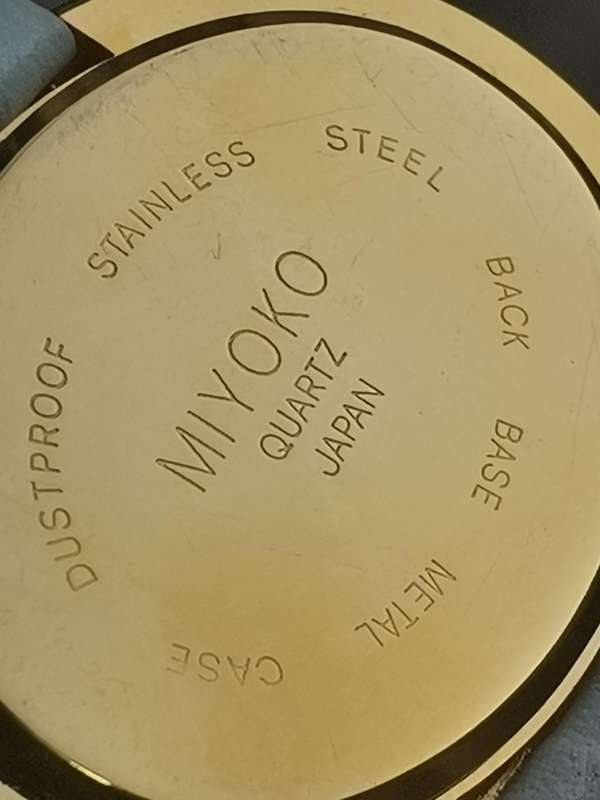 DUSTPROOF STAINLESS STEEL BACK BASE METAL CASE
MIYOKO
QUARTZ
JAPAN